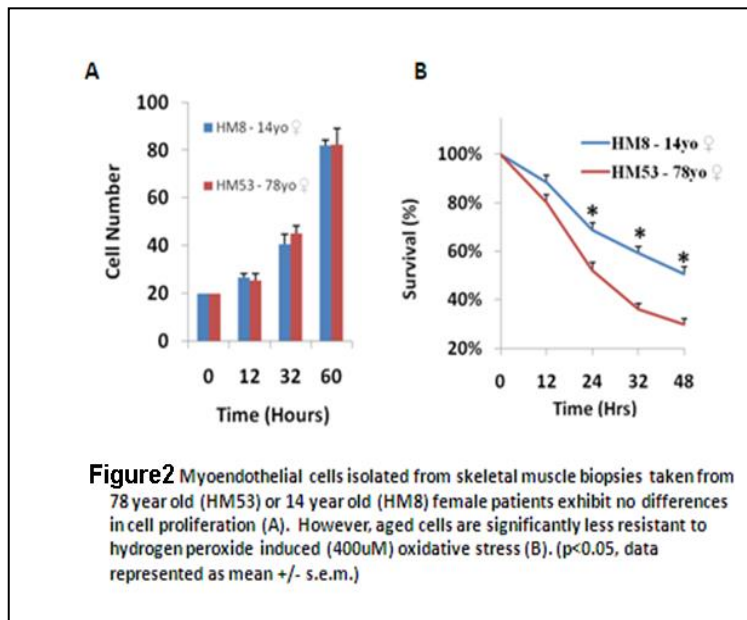 A
100
80
60
40
20
0
Cell Number
HM8 - 14yo ♀
HM53 - 78yo ♀
0 12 32 60
Time (Hours)
B
100%
80%
60%
40%
20%
Survival (%)
HM8 - 14yo ♀
HM53 - 78yo ♀
* * *
0 12 24 32 48
Time (Hrs)
Figure2 Myoendothelial cells isolated from skeletal muscle biopsies taken from
78 year old (HM53) or 14 year old (HM8) female patients exhibit no differences
in cell proliferation (A). However, aged cells are significantly less resistant to
hydrogen peroxide induced (400uM) oxidative stress (B). (p<0.05, data
represented as mean +/- s.e.m.)